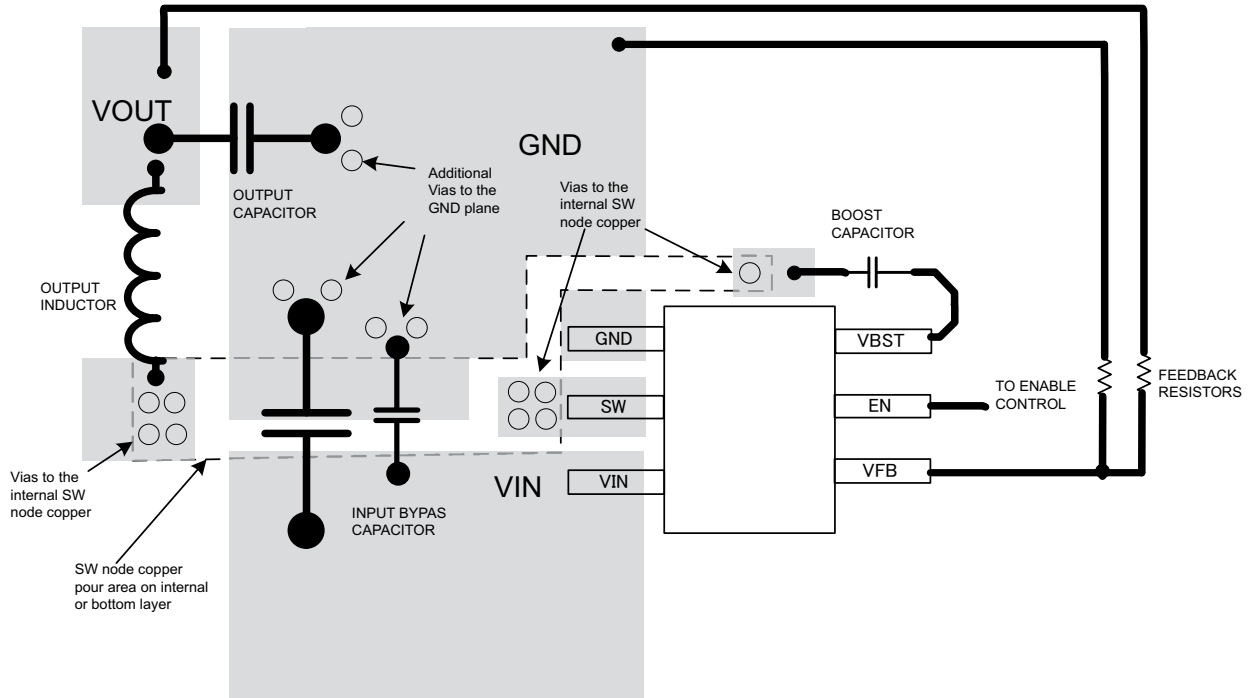 VOUT
GND
OUTPUT
CAPACITOR
Additional
Vias to the
GND plane
Vias to the
internal SW
node copper
BOOST
CAPACITOR
OUTPUT
INDUCTOR
GND
VBST
SW
EN
TO ENABLE
CONTROL
FEEDBACK
RESISTORS
VIN
VIN
VFB
Vias to the
internal SW
node copper
INPUT BYPAS
CAPACITOR
SW node copper
pour area on internal
or bottom layer